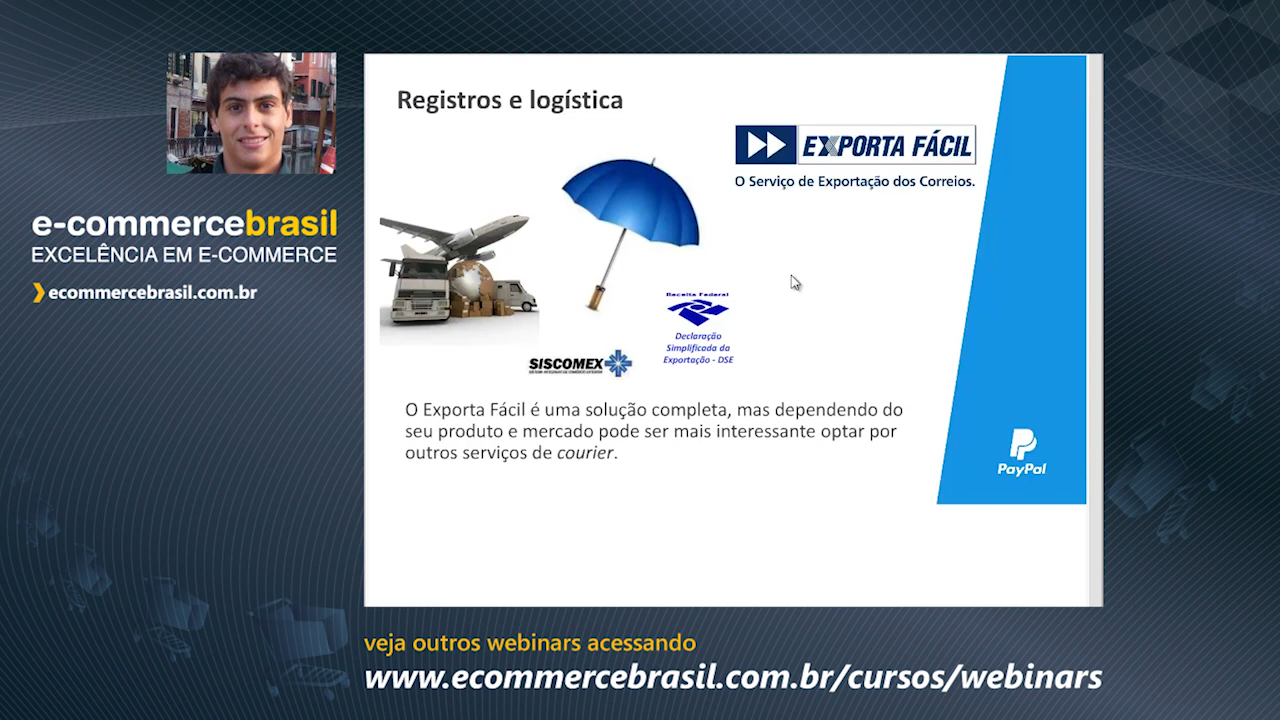 e-commercebrasil
EXCELÊNCIA EM E-COMMERCE
ecommercebrasil.com.br
Registros e logística
EXPORTA FÁCIL
O Serviço de Exportação dos Correios.
Receita Federal
Declaração
Simplificada da
Exportação - DSE
SISCOMEX
O Exporta Fácil é uma solução completa, mas dependendo do
seu produto e mercado pode ser mais interessante optar por
outros serviços de courier.
PayPal
veja outros webinars acessando
www.ecommercebrasil.com.br/cursos/webinars